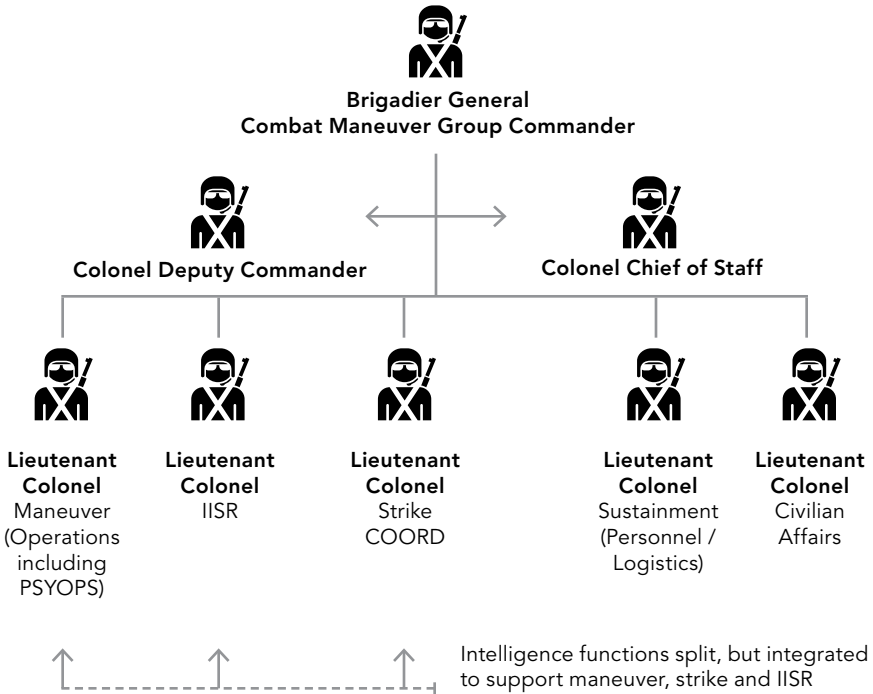 Brigadier General
Combat Maneuver Group Commander
Colonel Deputy Commander
Colonel Chief of Staff
Lieutenant
Colonel
Maneuver
(Operations
including
PSYOPS)
Lieutenant
Colonel
IISR
Lieutenant
Colonel
Strike
COORD
Lieutenant
Colonel
Sustainment
(Personnel /
Logistics)
Lieutenant
Colonel
Civilian
Affairs
Intelligence functions split, but integrated
to support maneuver, strike and IISR